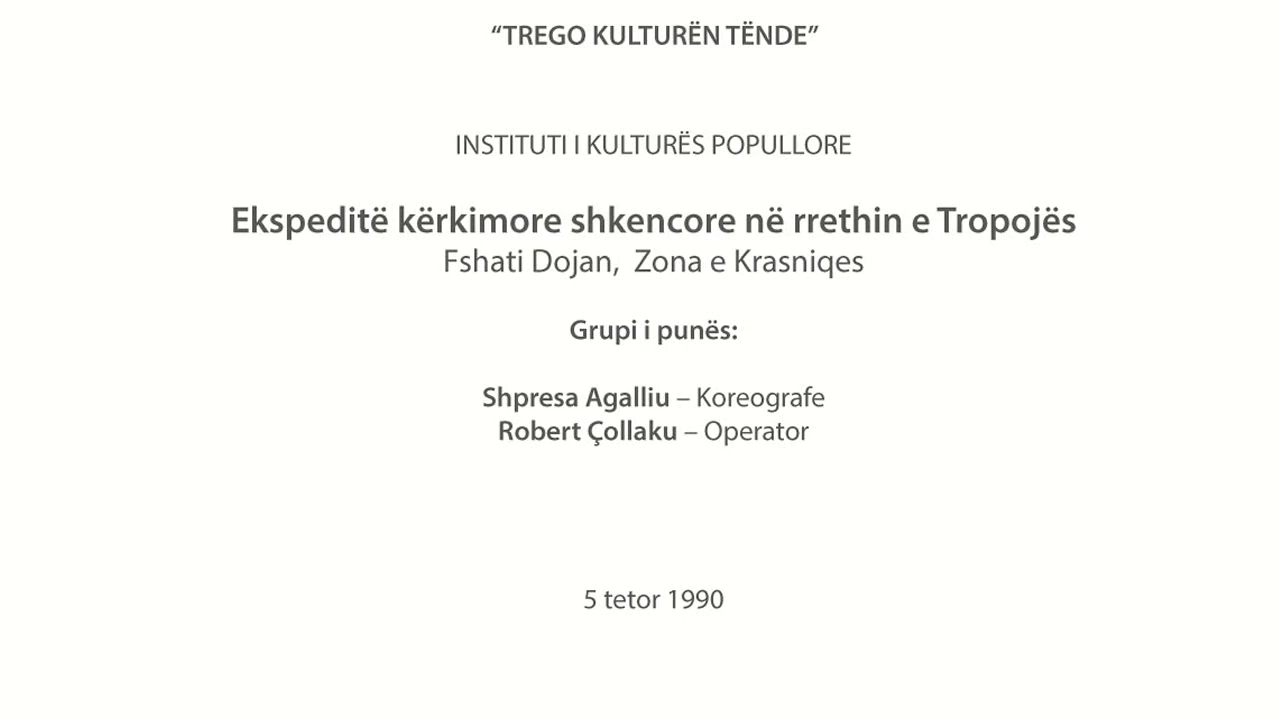 “TREGO KULTURËN TËNDE”
INSTITUTI I KULTURËS POPULLORE
Ekspeditë kërkimore shkencore në rrethin e Tropojës
Fshati Dojan, Zona e Krasniqes
Grupi i punës:
Shpresa Agalliu – Koreografe
Robert Çollaku – Operator
5 tetor 1990